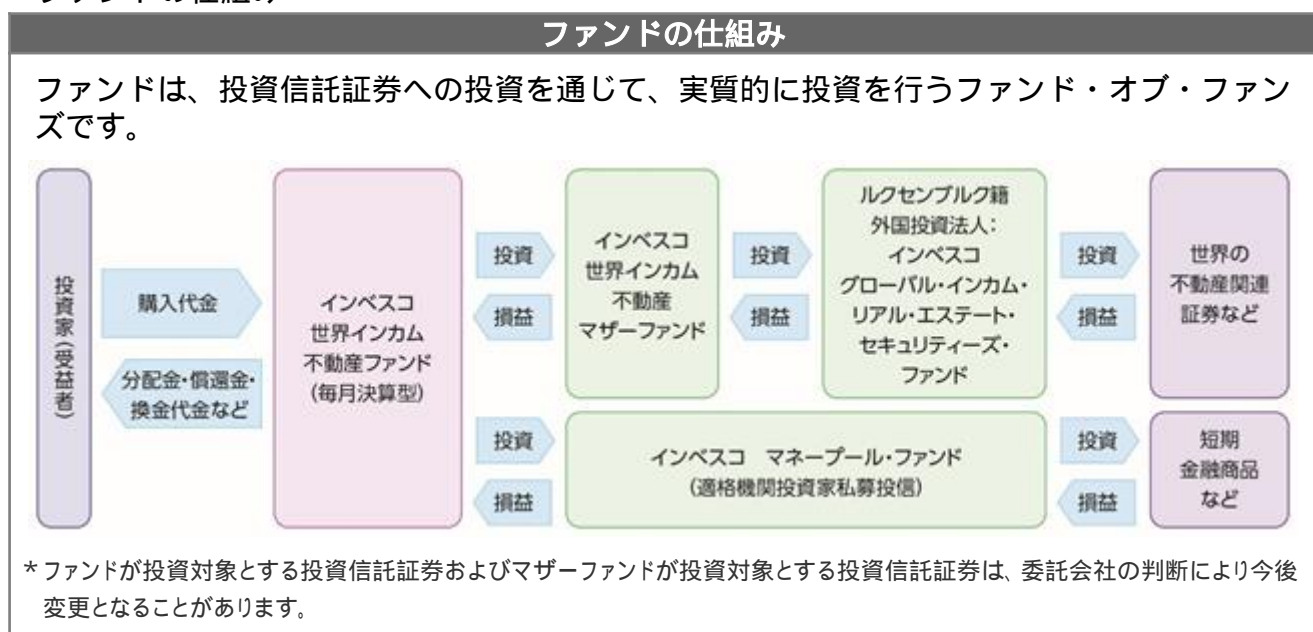 ファンドの仕組み
ファンドの仕組み
ファンドは、投資信託証券への投資を通じて、実質的に投資を行うファンド・オブ・ファン
ズです。
投資家（受益者）
購入代金
分配金・償還金・
換金代金など
インベスコ
世界インカム
不動産ファンド
（毎月決算型）
投資
損益
インベスコ
世界インカム
不動産
マザーファンド
投資
損益
ルクセンブルク籍
外国投資法人：
インベスコ
グローバル・インカム・
リアル・エステート・
セキュリティーズ・
ファンド
投資
損益
世界の
不動産関連
証券など
投資
損益
インベスコ　マネープール・ファンド
（適格機関投資家私募投信）
投資
損益
短期
金融商品
など
*ファンドが投資対象とする投資信託証券およびマザーファンドが投資対象とする投資信託証券は、委託会社の判断により今後
変更となることがあります。